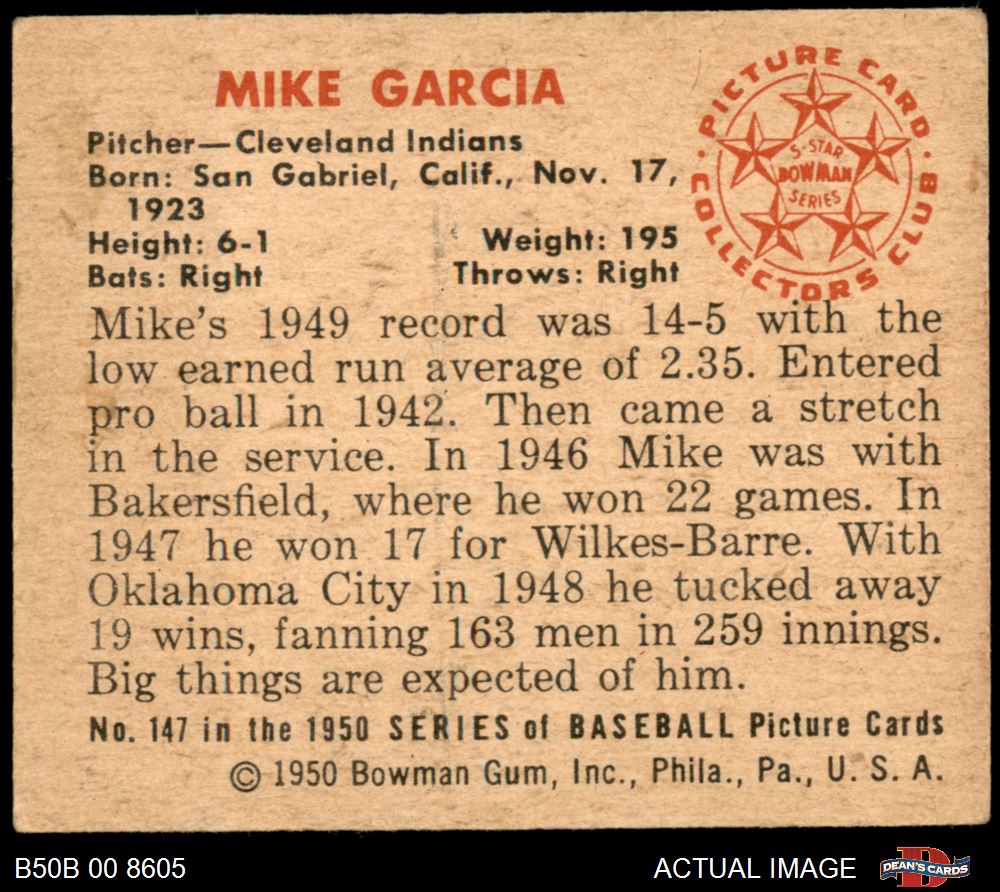 MIKE GARCIA
Pitcher—Cleveland Indians
Born: San Gabriel, Calif., Nov. 17,
1923
Height: 6-1 Weight: 195
Bats: Right Throws: Right
PICTURE CARD
COLLECTORS CLUB
5-STAR
BOWMAN
SERIES
Mike's 1949 record was 14-5 with the
low earned run average of 2.35. Entered
pro ball in 1942. Then came a stretch
in the service. In 1946 Mike was with
Bakersfield, where he won 22 games. In
1947 he won 17 for Wilkes-Barre. With
Oklahoma City in 1948 he tucked away
19 wins, fanning 163 men in 259 innings.
Big things are expected of him.
No. 147 in the 1950 SERIES of BASEBALL Picture Cards
© 1950 Bowman Gum, Inc., Phila., Pa., U. S. A.
B50B 00 8605 ACTUAL IMAGE DEAN'S CARDS